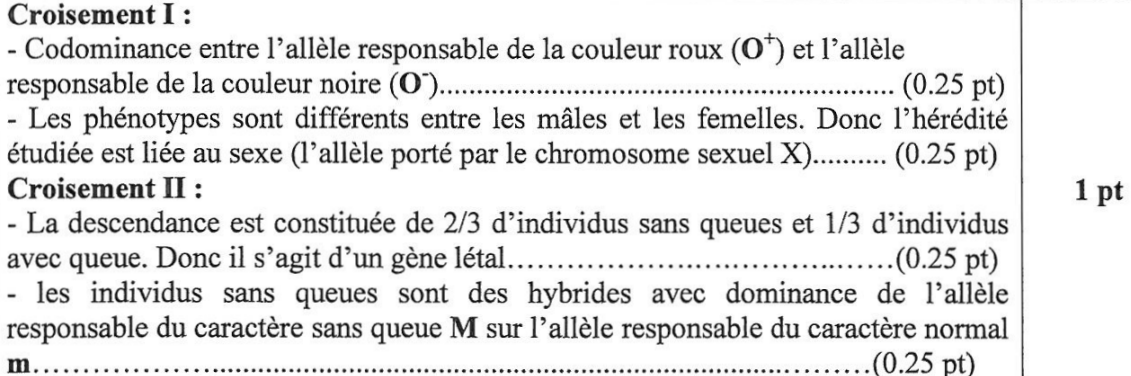 Croisement I :
- Codominance entre l'allèle responsable de la couleur roux (O⁺) et l'allèle
responsable de la couleur noire (O⁻)................................................................ (0.25 pt)
- Les phénotypes sont différents entre les mâles et les femelles. Donc l'hérédité
étudiée est liée au sexe (l'allèle porté par le chromosome sexuel X).......... (0.25 pt)
Croisement II :
1 pt
- La descendance est constituée de 2/3 d'individus sans queues et 1/3 d'individus
avec queue. Donc il s'agit d'un gène létal……………………………………(0.25 pt)
- les individus sans queues sont des hybrides avec dominance de l'allèle
responsable du caractère sans queue M sur l'allèle responsable du caractère normal
m……………………………………………………………………………(0.25 pt)